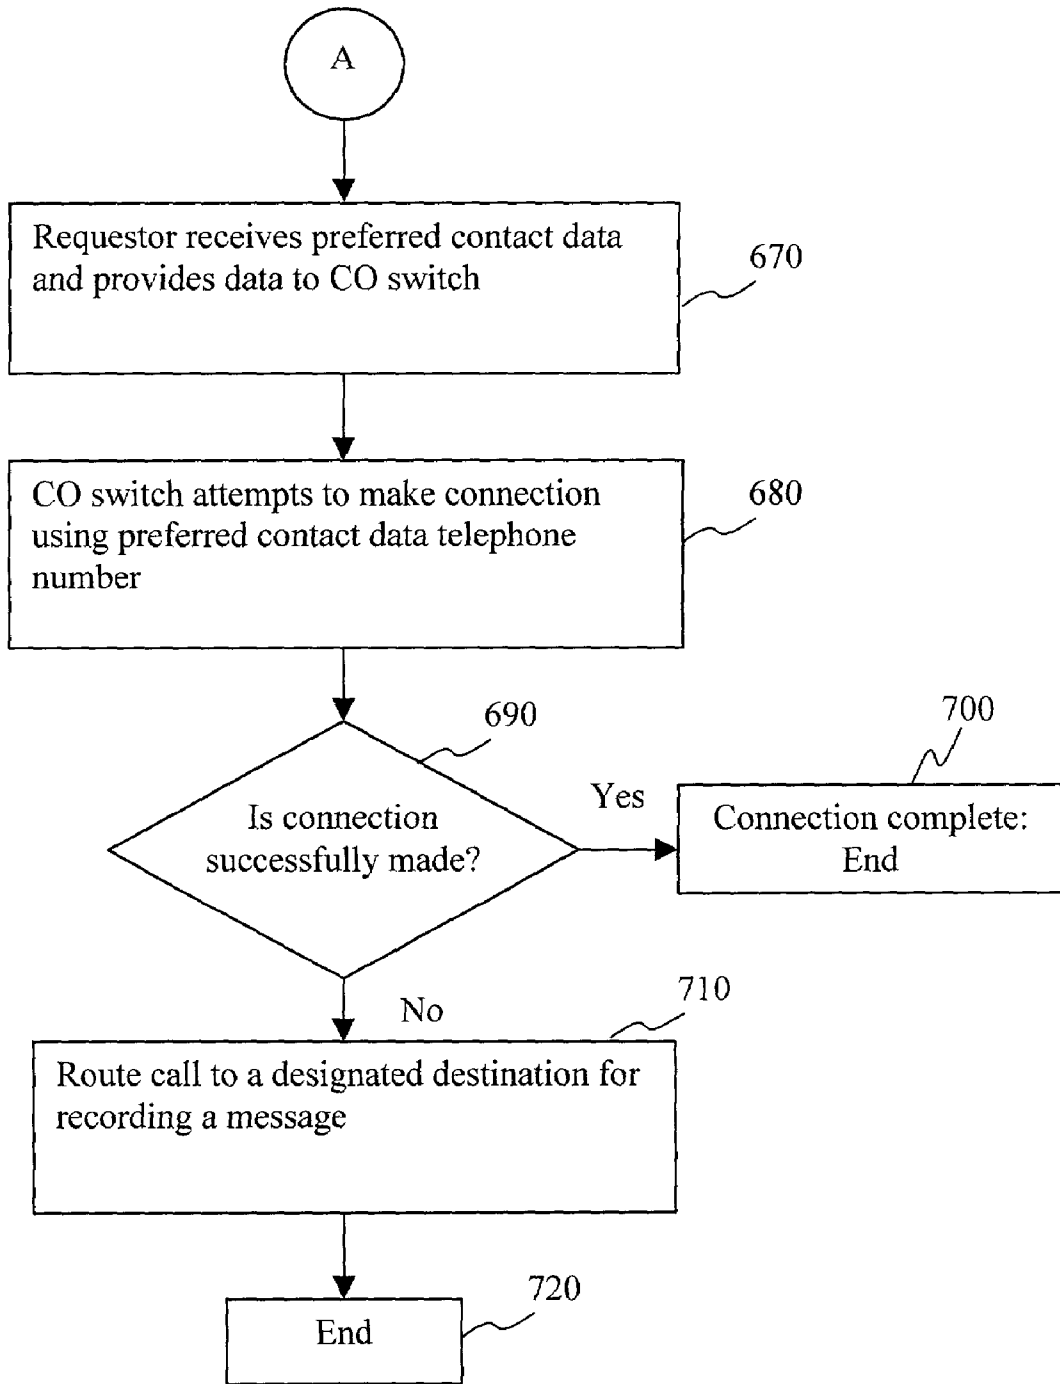 A
Requestor receives preferred contact data
and provides data to CO switch
670
CO switch attempts to make connection
using preferred contact data telephone
number
680
690
Is connection
successfully made?
Yes
700
Connection complete:
End
No
710
Route call to a designated destination for
recording a message
720
End